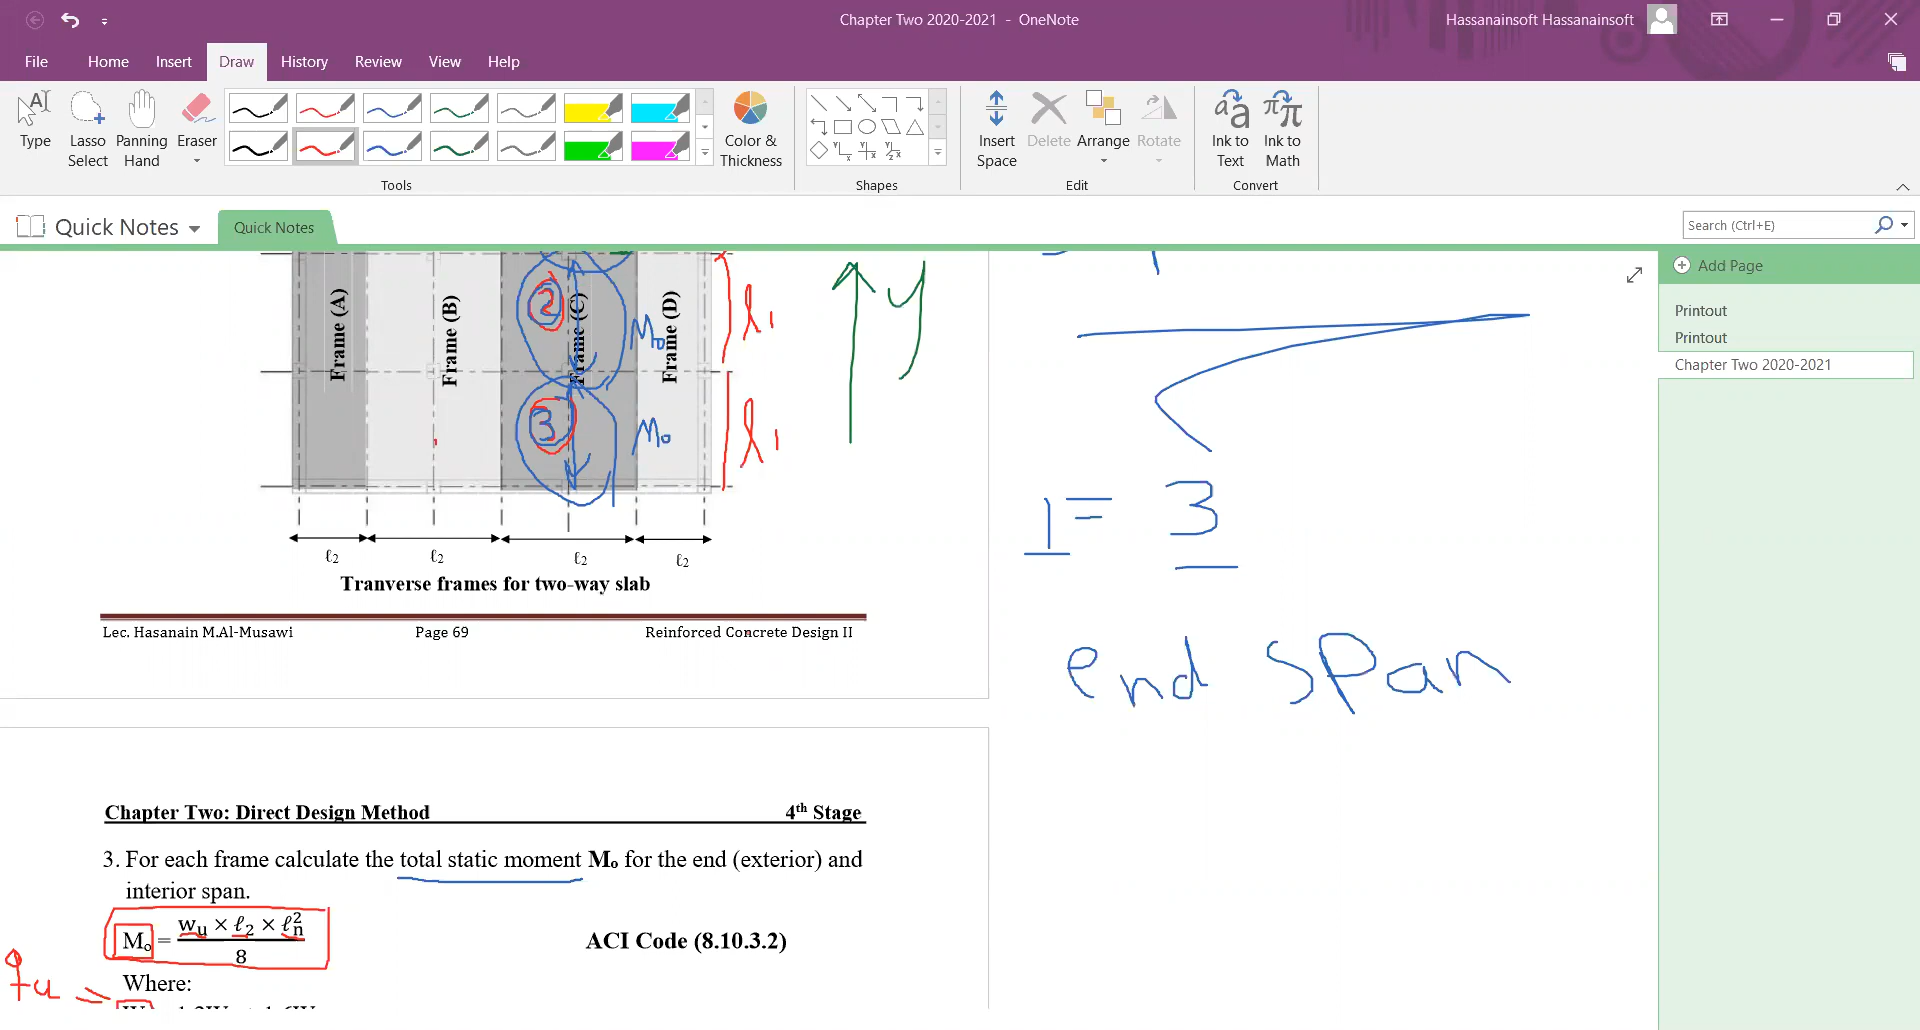 Chapter Two 2020-2021 - OneNote
Hassanainsoft Hassanainsoft
File Home Insert Draw History Review View Help
Type
Lasso Select
Panning Hand
Eraser
Color & Thickness
Insert Space
Delete
Arrange
Rotate
Ink to Text
Ink to Math
Tools
Shapes
Edit
Convert
Quick Notes
Quick Notes
Search (Ctrl+E)
Add Page
Printout
Printout
Chapter Two 2020-2021
Frame (A)
Frame (B)
Frame (C)
Frame (D)
2
Mo
l1
y
3
Mo
l1
ℓ2 ℓ2 ℓ2 ℓ2
Tranverse frames for two-way slab
Lec. Hasanain M.Al-Musawi Page 69 Reinforced Concrete Design II
1 = 3
end span
Chapter Two: Direct Design Method 4th Stage
3. For each frame calculate the total static moment Mo for the end (exterior) and
interior span.
Mo = (wu × ℓ2 × ℓn²) / 8
ACI Code (8.10.3.2)
Where:
qu =